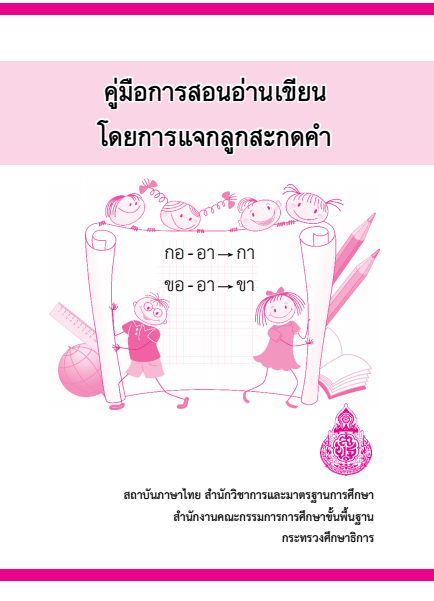 คู่มือการสอนอ่านเขียน
โดยการแจกลูกสะกดคำ
กอ - อา → กา
ขอ - อา → ขา
สถาบันภาษาไทย สำนักวิชาการและมาตรฐานการศึกษา
สำนักงานคณะกรรมการการศึกษาขั้นพื้นฐาน
กระทรวงศึกษาธิการ